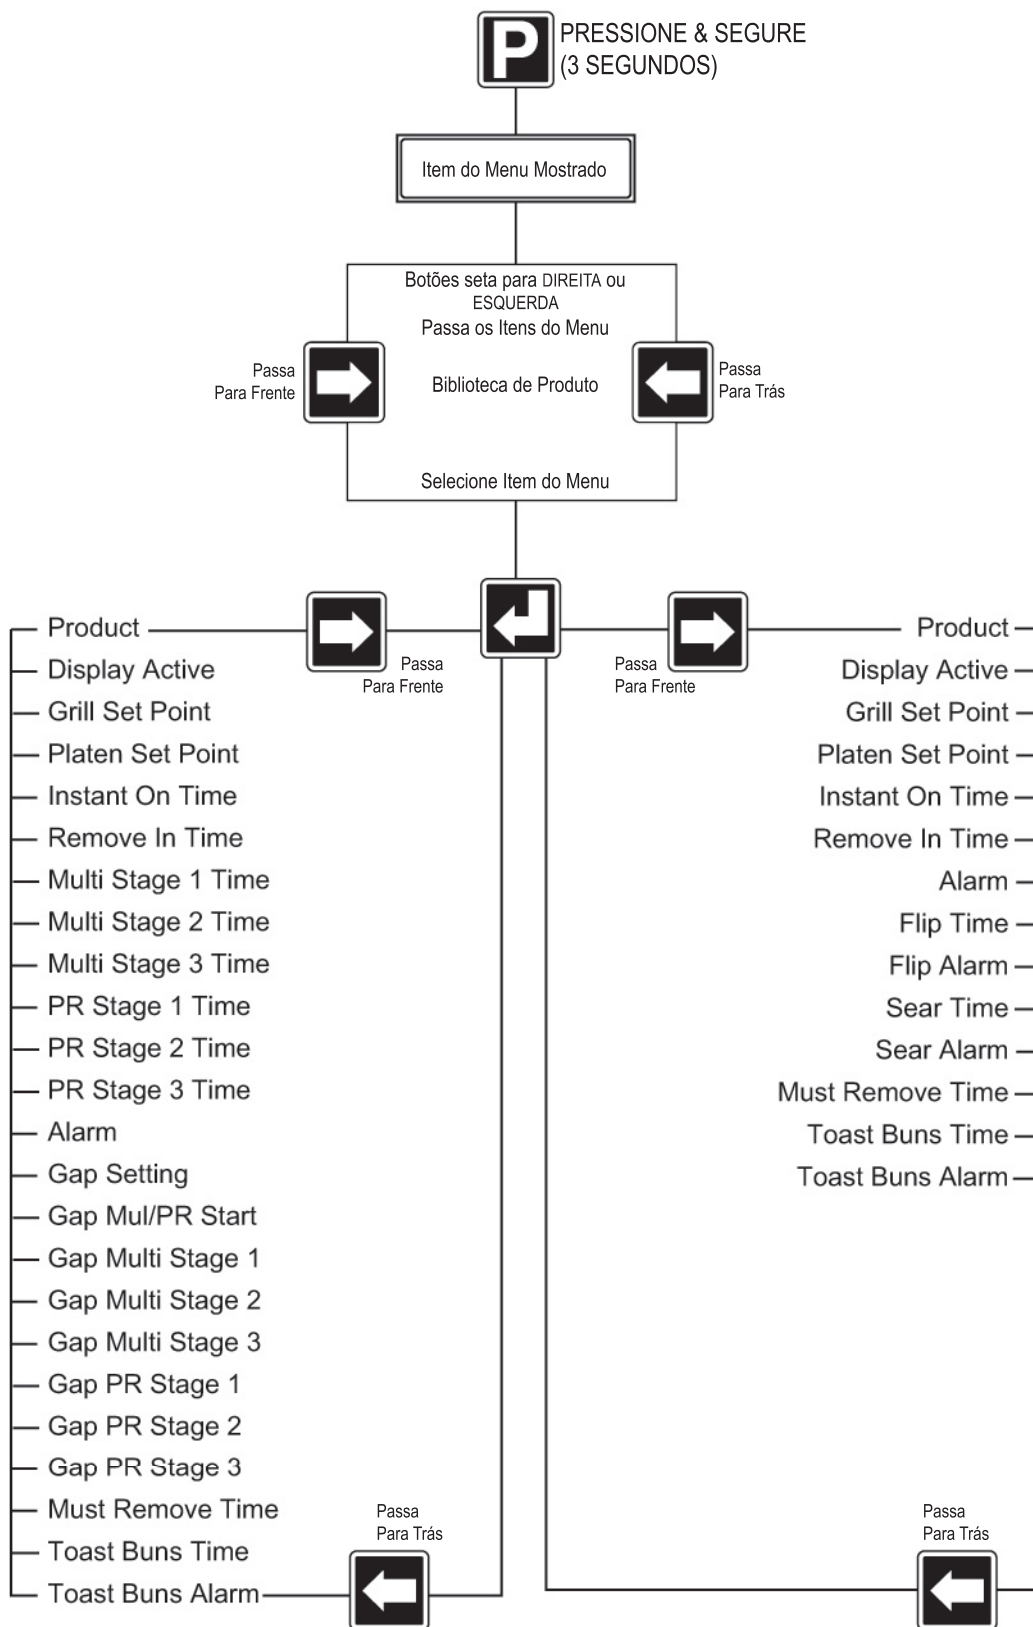 P
PRESSIONE & SEGURE
(3 SEGUNDOS)
Item do Menu Mostrado
Botões seta para DIREITA ou
ESQUERDA
Passa os Itens do Menu
Passa
Para Frente
Biblioteca de Produto
Passa
Para Trás
Selecione Item do Menu
Passa
Para Frente
Passa
Para Frente
Product
Display Active
Grill Set Point
Platen Set Point
Instant On Time
Remove In Time
Multi Stage 1 Time
Multi Stage 2 Time
Multi Stage 3 Time
PR Stage 1 Time
PR Stage 2 Time
PR Stage 3 Time
Alarm
Gap Setting
Gap Mul/PR Start
Gap Multi Stage 1
Gap Multi Stage 2
Gap Multi Stage 3
Gap PR Stage 1
Gap PR Stage 2
Gap PR Stage 3
Must Remove Time
Toast Buns Time
Toast Buns Alarm
Passa
Para Trás
Product
Display Active
Grill Set Point
Platen Set Point
Instant On Time
Remove In Time
Alarm
Flip Time
Flip Alarm
Sear Time
Sear Alarm
Must Remove Time
Toast Buns Time
Toast Buns Alarm
Passa
Para Trás